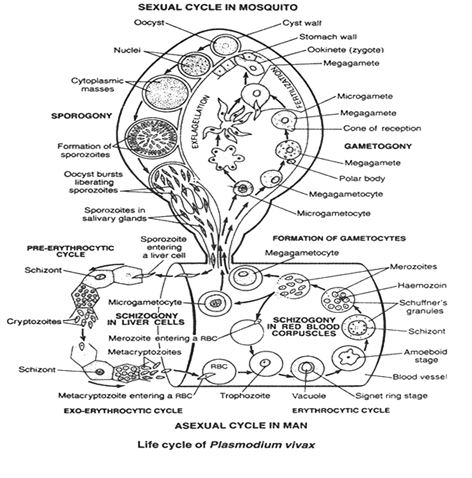 SEXUAL CYCLE IN MOSQUITO
Oocyst
Cyst wall
Nuclei
Stomach wall
Ookinete (zygote)
Megagamete
Cytoplasmic
masses
(FERTILIZATION)
EXFLAGELLATION
Microgamete
Megagamete
SPOROGONY
Cone of reception
GAMETOGONY
Formation of
sporozoites
Megagamete
Polar body
Oocyst bursts
liberating
sporozoites
Megagametocyte
Microgametocyte
Sporozoites in
salivary glands
PRE-ERYTHROCYTIC
CYCLE
Sporozoite
entering
a liver cell
FORMATION OF GAMETOCYTES
Megagametocyte
Schizont
Merozoites
Haemozoin
Microgametocyte
Schuffner's
granules
Cryptozoites
SCHIZOGONY
IN LIVER CELLS
SCHIZOGONY
IN RED BLOOD
CORPUSCLES
Schizont
Merozoite entering a RBC
Metacryptozoites
Amoeboid
stage
Schizont
RBC
Blood vessel
Metacryptozoite entering a RBC
Trophozoite
Vacuole
Signet ring stage
EXO-ERYTHROCYTIC CYCLE
ERYTHROCYTIC CYCLE
ASEXUAL CYCLE IN MAN
Life cycle of Plasmodium vivax